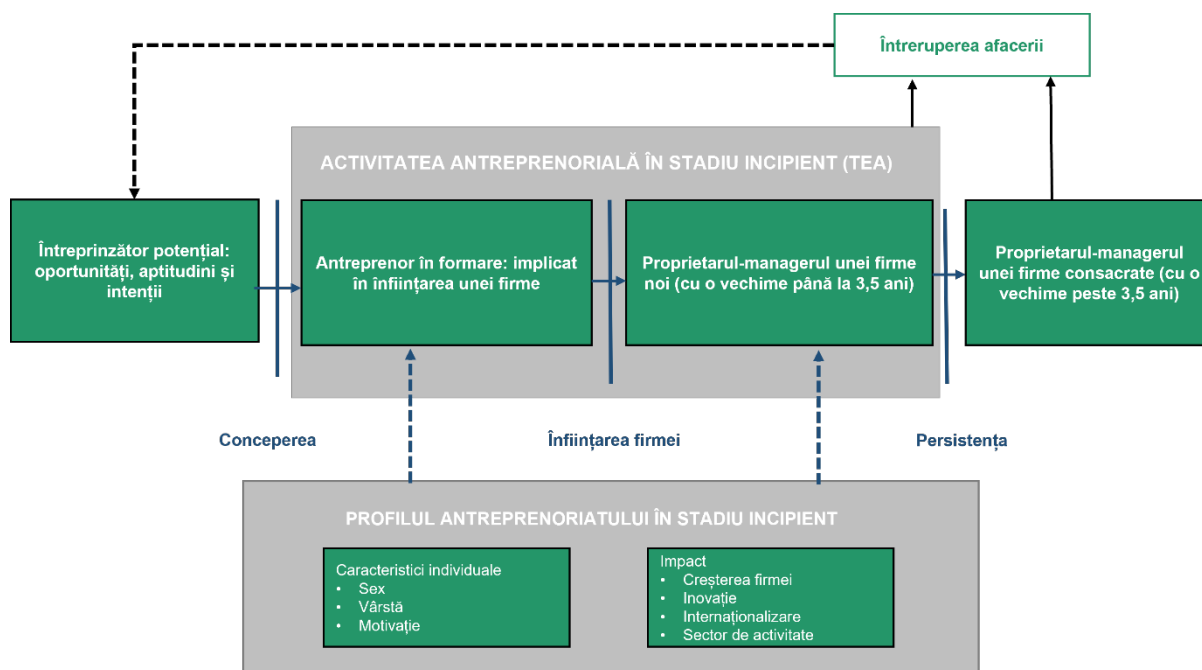 Întreruperea afacerii
ACTIVITATEA ANTREPRENORIALĂ ÎN STADIU INCIPIENT (TEA)
Întreprinzător potențial:
oportunități, aptitudini și
intenții
Antreprenor în formare: implicat
în înființarea unei firme
Proprietarul-managerul unei firme
noi (cu o vechime până la 3,5 ani)
Proprietarul-managerul
unei firme consacrate (cu o
vechime peste 3,5 ani)
Conceperea
Înființarea firmei
Persistența
PROFILUL ANTREPRENORIATULUI ÎN STADIU INCIPIENT
Caracteristici individuale
• Sex
• Vârstă
• Motivație
Impact
• Creșterea firmei
• Inovație
• Internaționalizare
• Sector de activitate